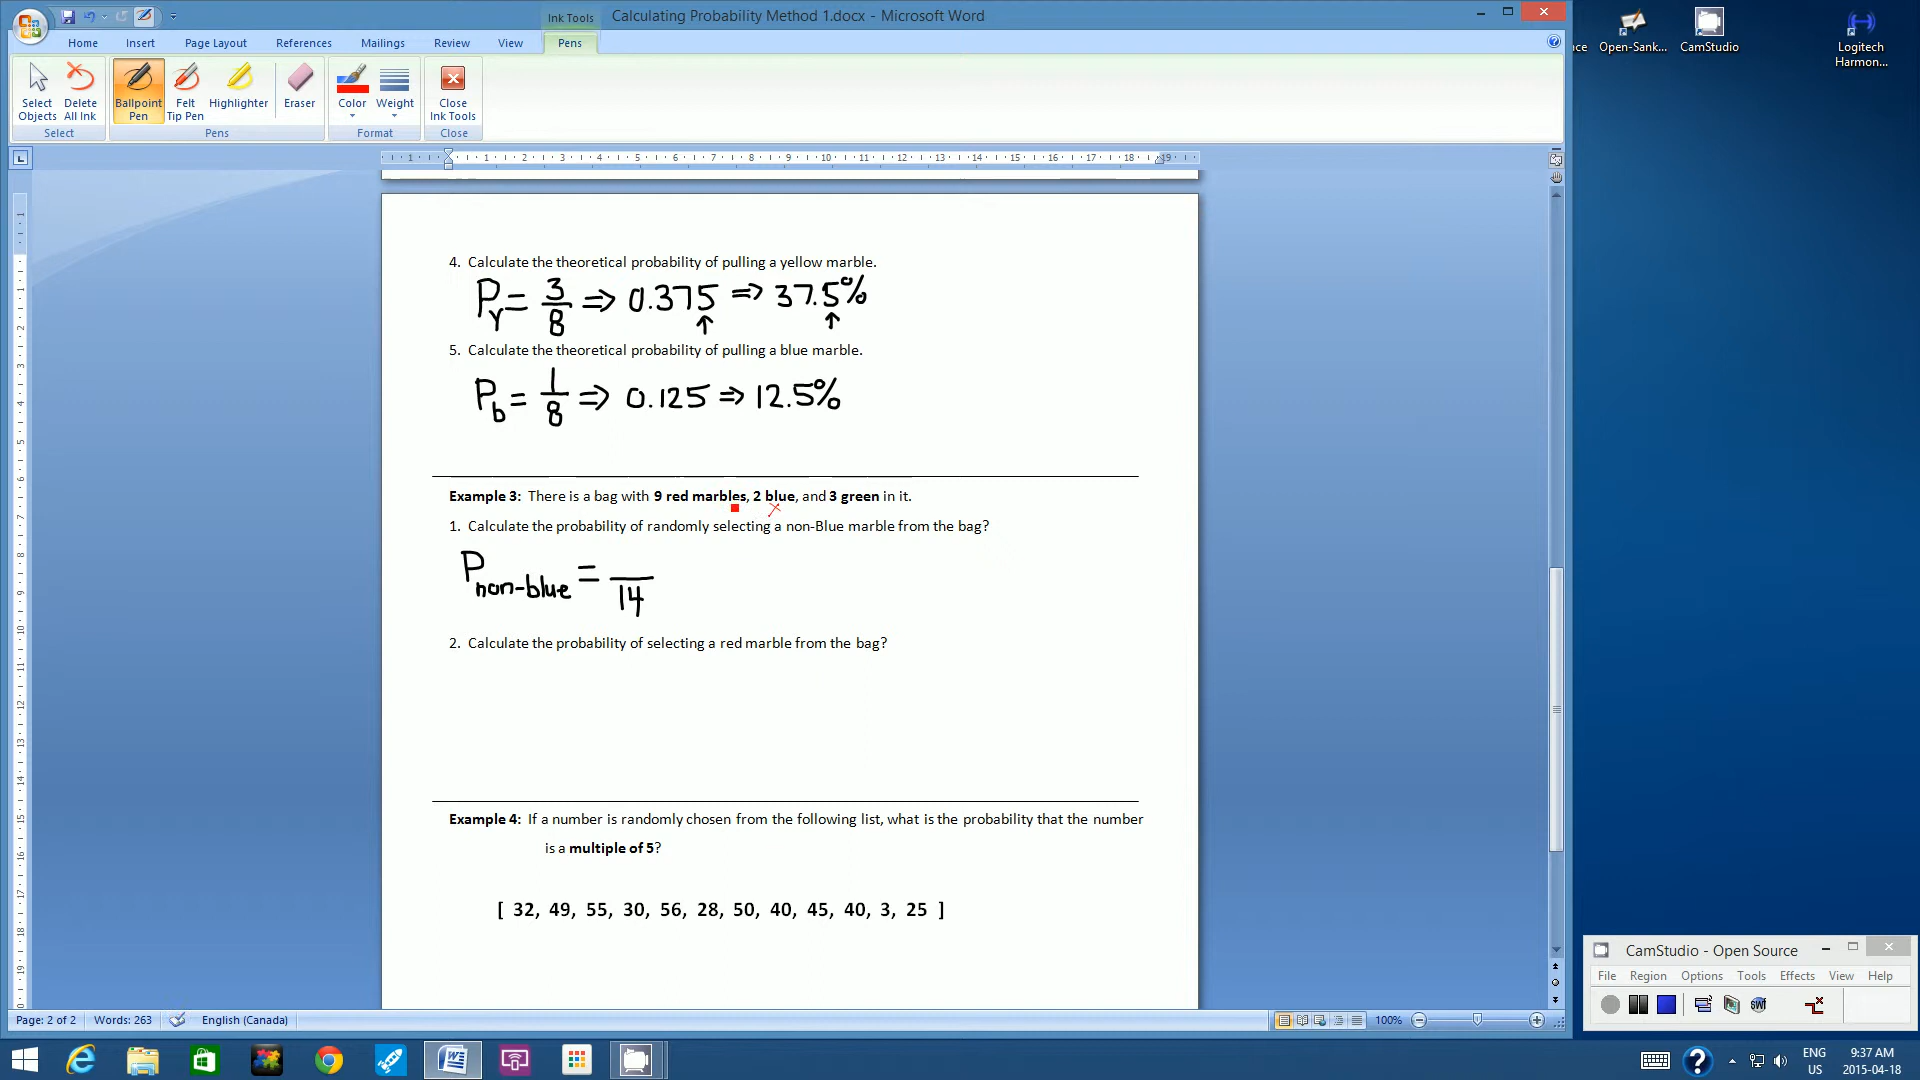 Ink Tools
Calculating Probability Method 1.docx - Microsoft Word
Home Insert Page Layout References Mailings Review View Pens
Select Objects
Delete All Ink
Ballpoint Pen
Felt Tip Pen
Highlighter
Eraser
Color
Weight
Close Ink Tools
Select Pens Format Close
4. Calculate the theoretical probability of pulling a yellow marble.
P_Y = 3/8 ⇒ 0.375 ⇒ 37.5%
5. Calculate the theoretical probability of pulling a blue marble.
P_b = 1/8 ⇒ 0.125 ⇒ 12.5%
Example 3: There is a bag with 9 red marbles, 2 blue, and 3 green in it.
1. Calculate the probability of randomly selecting a non-Blue marble from the bag?
P_non-blue = /14
2. Calculate the probability of selecting a red marble from the bag?
Example 4: If a number is randomly chosen from the following list, what is the probability that the number
is a multiple of 5?
[ 32, 49, 55, 30, 56, 28, 50, 40, 45, 40, 3, 25 ]
Page: 2 of 2 Words: 263 English (Canada) 100%
Open-Sank...
CamStudio
Logitech Harmon...
CamStudio - Open Source
File Region Options Tools Effects View Help
ENG US
9:37 AM
2015-04-18